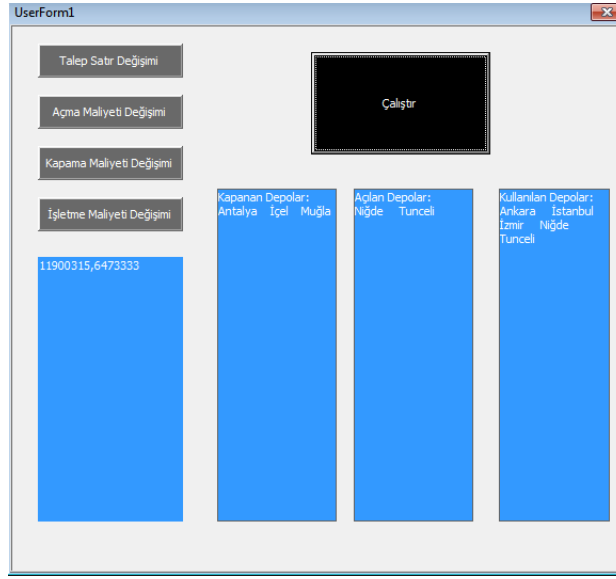 UserForm1
Talep Satır Değişimi
Açma Maliyeti Değişimi
Kapama Maliyeti Değişimi
İşletme Maliyeti Değişimi
11900315,6473333
Çalıştır
Kapanan Depolar:
Antalya İçel Muğla
Açılan Depolar:
Niğde Tunceli
Kullanılan Depolar:
Ankara İstanbul
İzmir Niğde
Tunceli